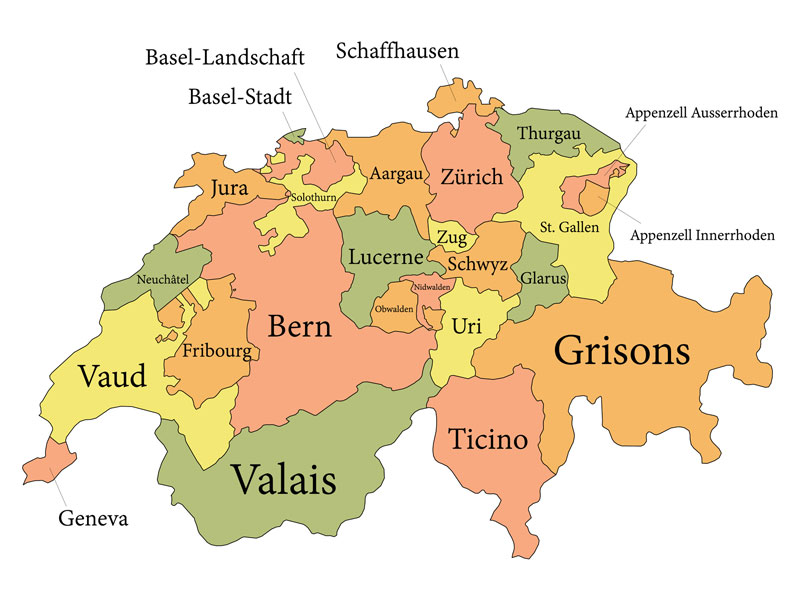 Schaffhausen
Basel-Landschaft
Basel-Stadt
Appenzell Ausserrhoden
Thurgau
Aargau
Zürich
Jura
Solothurn
St. Gallen
Appenzell Innerrhoden
Zug
Lucerne
Schwyz
Neuchâtel
Glarus
Nidwalden
Obwalden
Bern
Uri
Fribourg
Grisons
Vaud
Ticino
Valais
Geneva